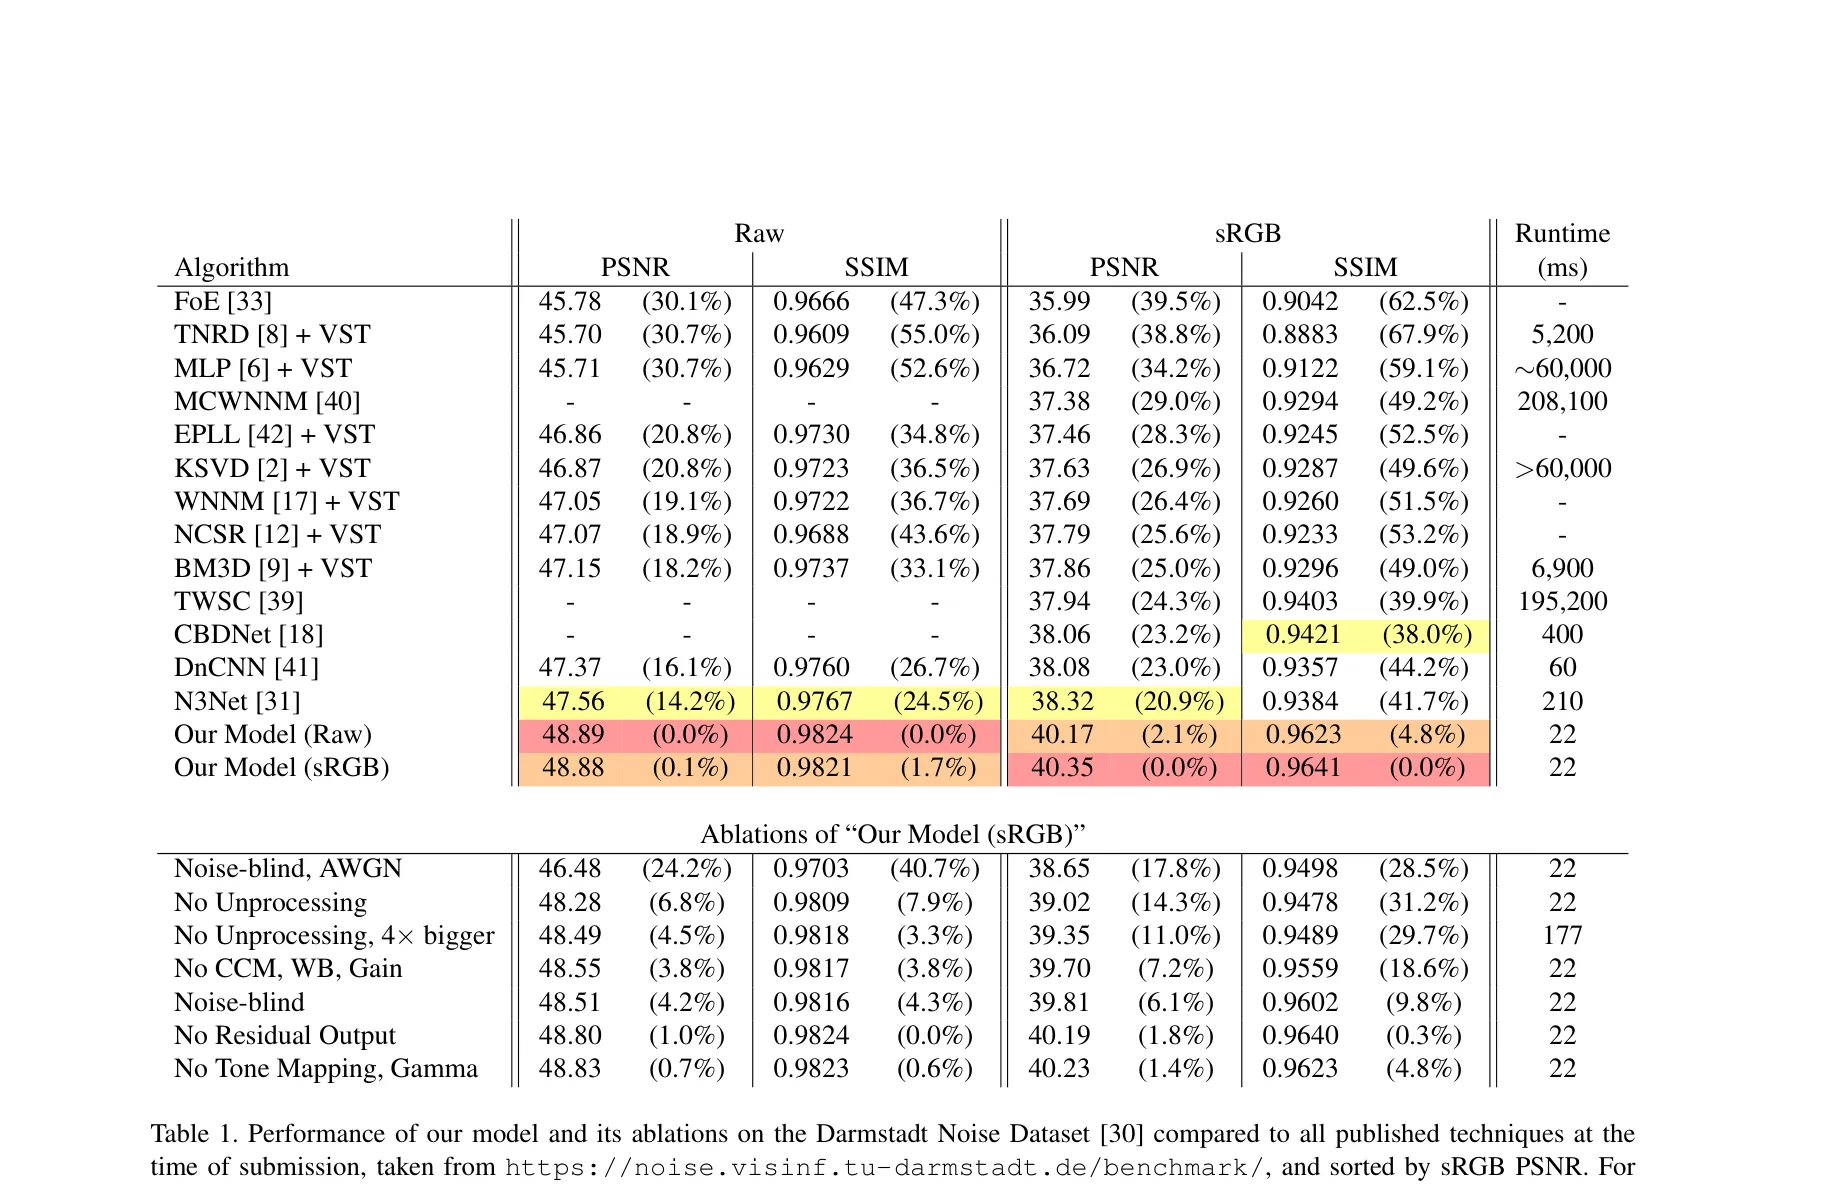 Raw sRGB Runtime
Algorithm PSNR SSIM PSNR SSIM (ms)
FoE [33] 45.78 (30.1%) 0.9666 (47.3%) 35.99 (39.5%) 0.9042 (62.5%) -
TNRD [8] + VST 45.70 (30.7%) 0.9609 (55.0%) 36.09 (38.8%) 0.8883 (67.9%) 5,200
MLP [6] + VST 45.71 (30.7%) 0.9629 (52.6%) 36.72 (34.2%) 0.9122 (59.1%) ∼60,000
MCWNNM [40] - - - - 37.38 (29.0%) 0.9294 (49.2%) 208,100
EPLL [42] + VST 46.86 (20.8%) 0.9730 (34.8%) 37.46 (28.3%) 0.9245 (52.5%) -
KSVD [2] + VST 46.87 (20.8%) 0.9723 (36.5%) 37.63 (26.9%) 0.9287 (49.6%) >60,000
WNNM [17] + VST 47.05 (19.1%) 0.9722 (36.7%) 37.69 (26.4%) 0.9260 (51.5%) -
NCSR [12] + VST 47.07 (18.9%) 0.9688 (43.6%) 37.79 (25.6%) 0.9233 (53.2%) -
BM3D [9] + VST 47.15 (18.2%) 0.9737 (33.1%) 37.86 (25.0%) 0.9296 (49.0%) 6,900
TWSC [39] - - - - 37.94 (24.3%) 0.9403 (39.9%) 195,200
CBDNet [18] - - - - 38.06 (23.2%) 0.9421 (38.0%) 400
DnCNN [41] 47.37 (16.1%) 0.9760 (26.7%) 38.08 (23.0%) 0.9357 (44.2%) 60
N3Net [31] 47.56 (14.2%) 0.9767 (24.5%) 38.32 (20.9%) 0.9384 (41.7%) 210
Our Model (Raw) 48.89 (0.0%) 0.9824 (0.0%) 40.17 (2.1%) 0.9623 (4.8%) 22
Our Model (sRGB) 48.88 (0.1%) 0.9821 (1.7%) 40.35 (0.0%) 0.9641 (0.0%) 22
Ablations of “Our Model (sRGB)”
Noise-blind, AWGN 46.48 (24.2%) 0.9703 (40.7%) 38.65 (17.8%) 0.9498 (28.5%) 22
No Unprocessing 48.28 (6.8%) 0.9809 (7.9%) 39.02 (14.3%) 0.9478 (31.2%) 22
No Unprocessing, 4× bigger 48.49 (4.5%) 0.9818 (3.3%) 39.35 (11.0%) 0.9489 (29.7%) 177
No CCM, WB, Gain 48.55 (3.8%) 0.9817 (3.8%) 39.70 (7.2%) 0.9559 (18.6%) 22
Noise-blind 48.51 (4.2%) 0.9816 (4.3%) 39.81 (6.1%) 0.9602 (9.8%) 22
No Residual Output 48.80 (1.0%) 0.9824 (0.0%) 40.19 (1.8%) 0.9640 (0.3%) 22
No Tone Mapping, Gamma 48.83 (0.7%) 0.9823 (0.6%) 40.23 (1.4%) 0.9623 (4.8%) 22
Table 1. Performance of our model and its ablations on the Darmstadt Noise Dataset [30] compared to all published techniques at the
time of submission, taken from https://noise.visinf.tu-darmstadt.de/benchmark/, and sorted by sRGB PSNR. For